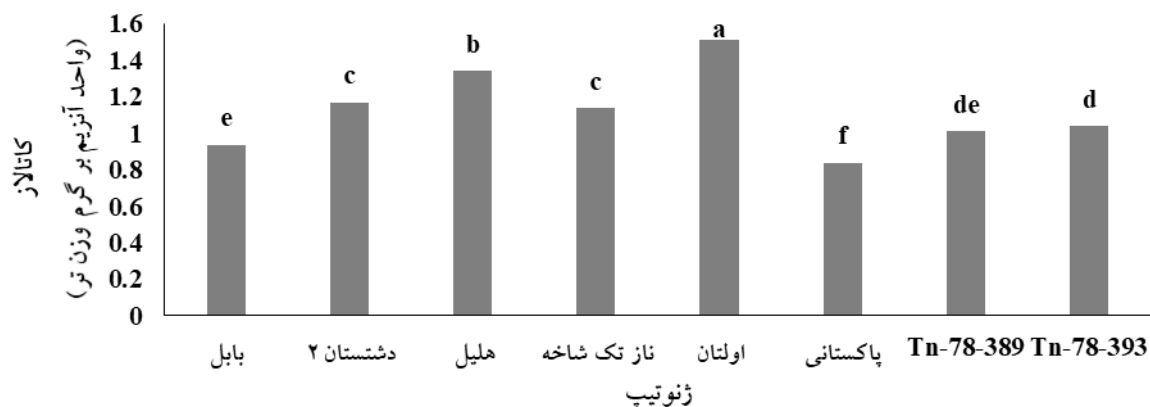 کاتالاز
(واحد آنزیم بر گرم وزن تر)
1.6
1.4
1.2
1
0.8
0.6
0.4
0.2
0
e
c
b
c
a
f
de
d
بابل
دشتستان ۲
هلیل
ناز تک شاخه
اولتان
پاکستانی
Tn-78-389
Tn-78-393
ژنوتیپ